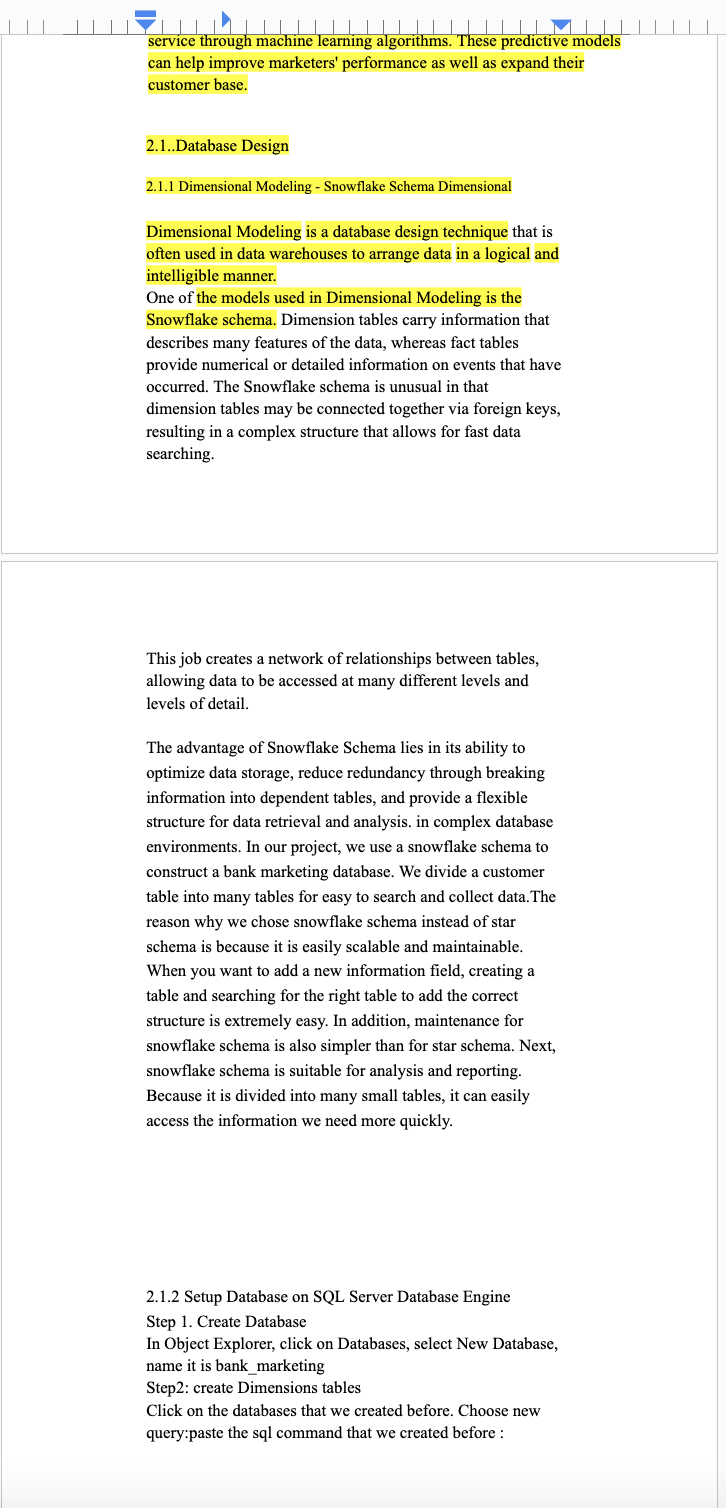 service through machine learning algorithms. These predictive models
can help improve marketers' performance as well as expand their
customer base.
2.1..Database Design
2.1.1 Dimensional Modeling - Snowflake Schema Dimensional
Dimensional Modeling is a database design technique that is
often used in data warehouses to arrange data in a logical and
intelligible manner.
One of the models used in Dimensional Modeling is the
Snowflake schema. Dimension tables carry information that
describes many features of the data, whereas fact tables
provide numerical or detailed information on events that have
occurred. The Snowflake schema is unusual in that
dimension tables may be connected together via foreign keys,
resulting in a complex structure that allows for fast data
searching.
This job creates a network of relationships between tables,
allowing data to be accessed at many different levels and
levels of detail.
The advantage of Snowflake Schema lies in its ability to
optimize data storage, reduce redundancy through breaking
information into dependent tables, and provide a flexible
structure for data retrieval and analysis. in complex database
environments. In our project, we use a snowflake schema to
construct a bank marketing database. We divide a customer
table into many tables for easy to search and collect data.The
reason why we chose snowflake schema instead of star
schema is because it is easily scalable and maintainable.
When you want to add a new information field, creating a
table and searching for the right table to add the correct
structure is extremely easy. In addition, maintenance for
snowflake schema is also simpler than for star schema. Next,
snowflake schema is suitable for analysis and reporting.
Because it is divided into many small tables, it can easily
access the information we need more quickly.
2.1.2 Setup Database on SQL Server Database Engine
Step 1. Create Database
In Object Explorer, click on Databases, select New Database,
name it is bank_marketing
Step2: create Dimensions tables
Click on the databases that we created before. Choose new
query:paste the sql command that we created before :